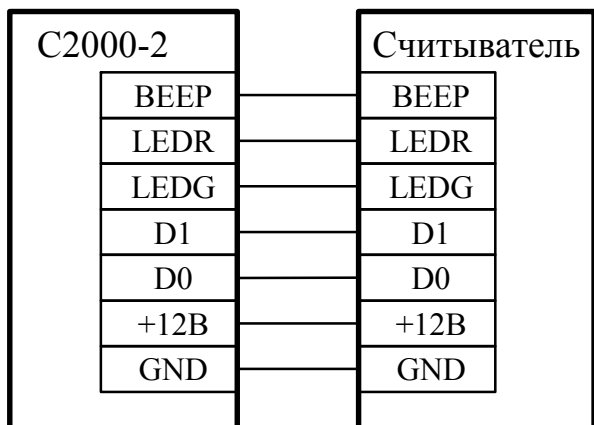 С2000-2 Считыватель
BEEP BEEP
LEDR LEDR
LEDG LEDG
D1 D1
D0 D0
+12В +12В
GND GND